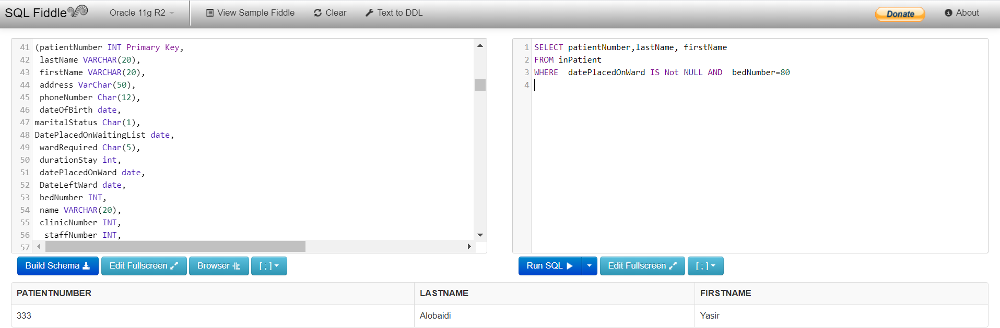 SQL Fiddle Oracle 11g R2 View Sample Fiddle Clear Text to DDL Donate About
41 (patientNumber INT Primary Key,
42 lastName VARCHAR(20),
43 firstName VARCHAR(20),
44 address VarChar(50),
45 phoneNumber Char(12),
46 dateOfBirth date,
47 maritalStatus Char(1),
48 DatePlacedOnWaitingList date,
49 wardRequired Char(5),
50 durationStay int,
51 datePlacedOnWard date,
52 DateLeftWard date,
53 bedNumber INT,
54 name VARCHAR(20),
55 clinicNumber INT,
56 staffNumber INT,
57
Build Schema Edit Fullscreen Browser [ ; ]
1 SELECT patientNumber,lastName, firstName
2 FROM inPatient
3 WHERE  datePlacedOnWard IS Not NULL AND  bedNumber=80
4
Run SQL Edit Fullscreen [ ; ]
PATIENTNUMBER LASTNAME FIRSTNAME
333 Alobaidi Yasir